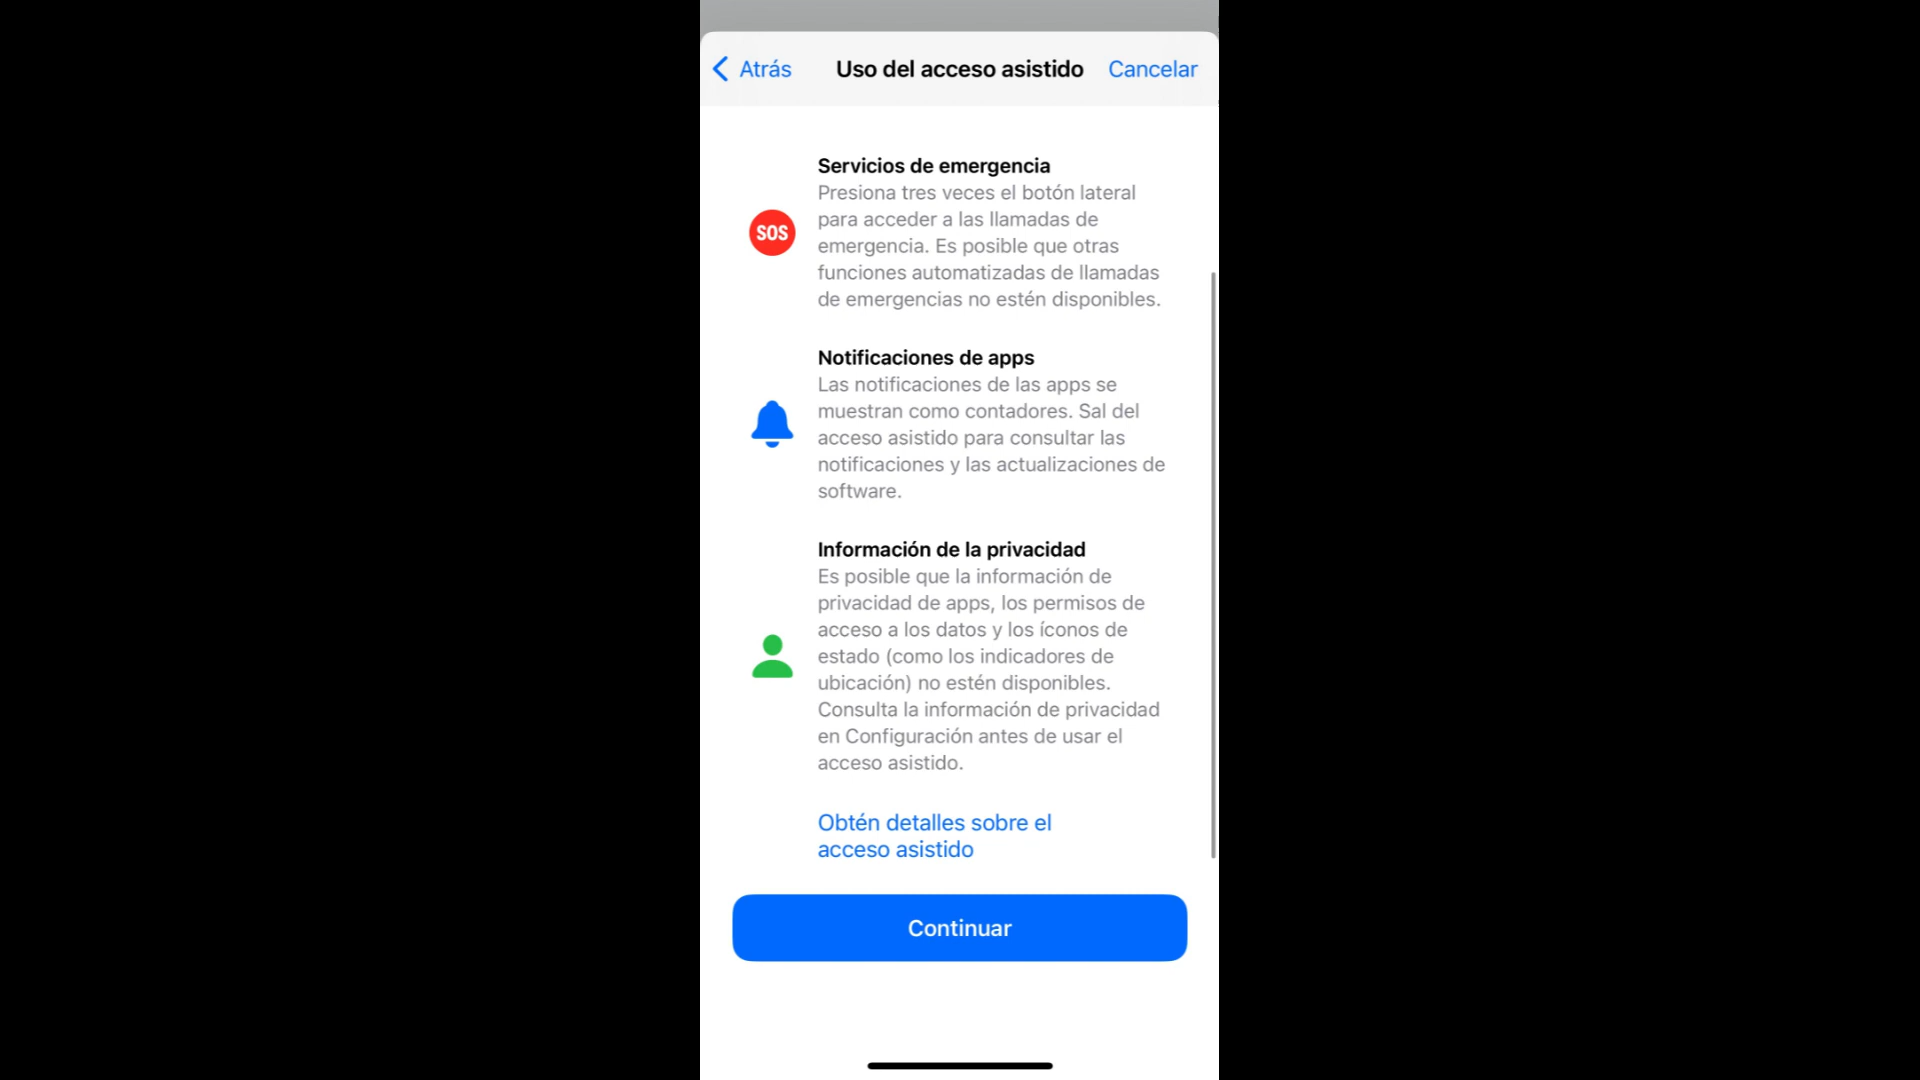 Atrás
Uso del acceso asistido
Cancelar
Servicios de emergencia
Presiona tres veces el botón lateral
para acceder a las llamadas de
emergencia. Es posible que otras
funciones automatizadas de llamadas
de emergencias no estén disponibles.
SOS
Notificaciones de apps
Las notificaciones de las apps se
muestran como contadores. Sal del
acceso asistido para consultar las
notificaciones y las actualizaciones de
software.
Información de la privacidad
Es posible que la información de
privacidad de apps, los permisos de
acceso a los datos y los íconos de
estado (como los indicadores de
ubicación) no estén disponibles.
Consulta la información de privacidad
en Configuración antes de usar el
acceso asistido.
Obtén detalles sobre el
acceso asistido
Continuar